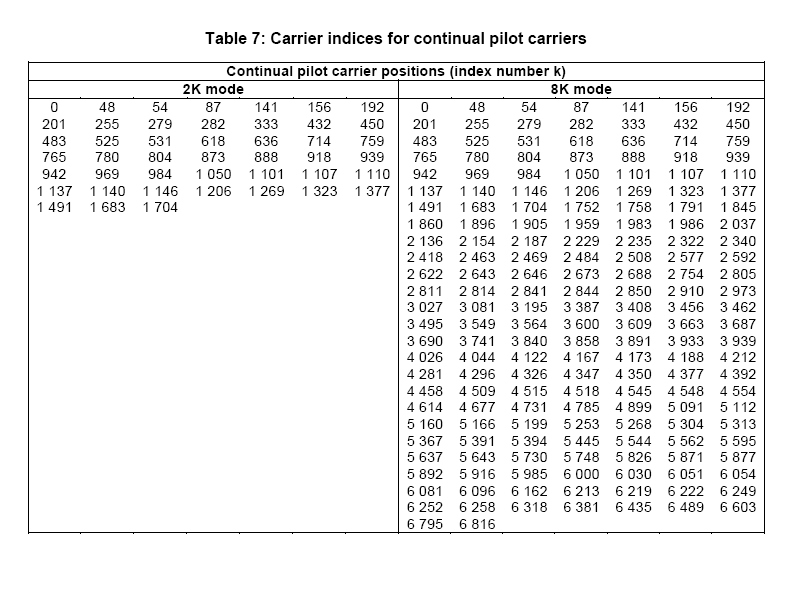 Table 7: Carrier indices for continual pilot carriers
Continual pilot carrier positions (index number k)
2K mode 8K mode
0 48 54 87 141 156 192 0 48 54 87 141 156 192
201 255 279 282 333 432 450 201 255 279 282 333 432 450
483 525 531 618 636 714 759 483 525 531 618 636 714 759
765 780 804 873 888 918 939 765 780 804 873 888 918 939
942 969 984 1 050 1 101 1 107 1 110 942 969 984 1 050 1 101 1 107 1 110
1 137 1 140 1 146 1 206 1 269 1 323 1 377 1 137 1 140 1 146 1 206 1 269 1 323 1 377
1 491 1 683 1 704 1 491 1 683 1 704 1 752 1 758 1 791 1 845
1 860 1 896 1 905 1 959 1 983 1 986 2 037
2 136 2 154 2 187 2 229 2 235 2 322 2 340
2 418 2 463 2 469 2 484 2 508 2 577 2 592
2 622 2 643 2 646 2 673 2 688 2 754 2 805
2 811 2 814 2 841 2 844 2 850 2 910 2 973
3 027 3 081 3 195 3 387 3 408 3 456 3 462
3 495 3 549 3 564 3 600 3 609 3 663 3 687
3 690 3 741 3 840 3 858 3 891 3 933 3 939
4 026 4 044 4 122 4 167 4 173 4 188 4 212
4 281 4 296 4 326 4 347 4 350 4 377 4 392
4 458 4 509 4 515 4 518 4 545 4 548 4 554
4 614 4 677 4 731 4 785 4 899 5 091 5 112
5 160 5 166 5 199 5 253 5 268 5 304 5 313
5 367 5 391 5 394 5 445 5 544 5 562 5 595
5 637 5 643 5 730 5 748 5 826 5 871 5 877
5 892 5 916 5 985 6 000 6 030 6 051 6 054
6 081 6 096 6 162 6 213 6 219 6 222 6 249
6 252 6 258 6 318 6 381 6 435 6 489 6 603
6 795 6 816